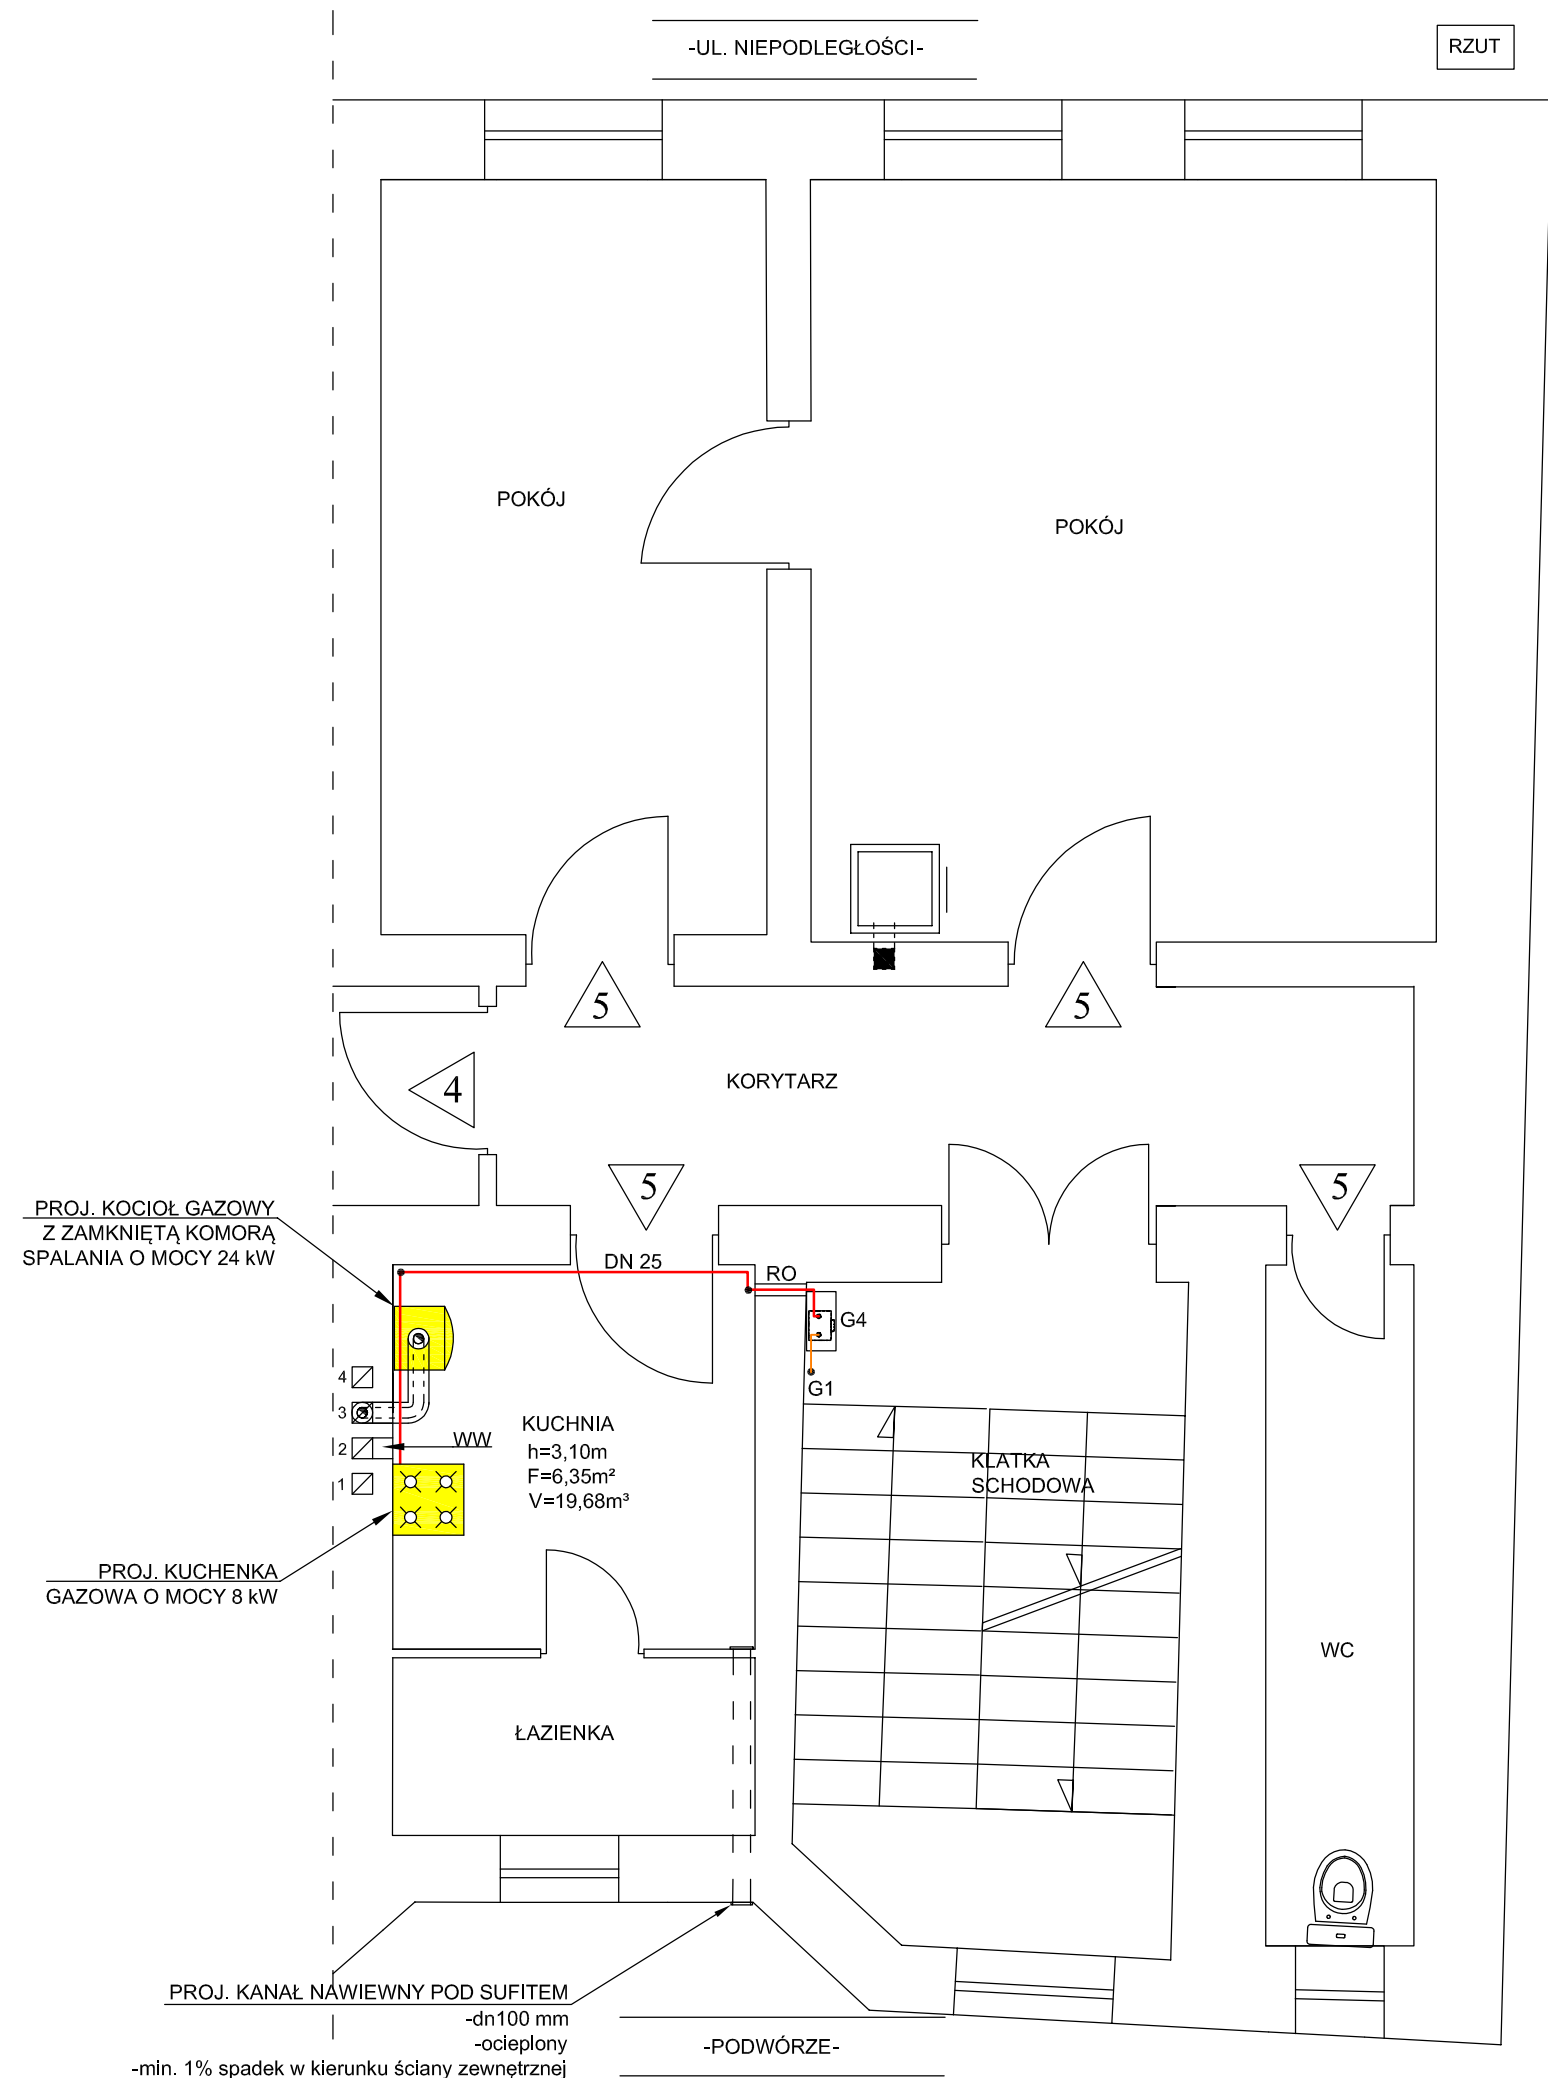 -UL. NIEPODLEGŁOŚCI-
RZUT
POKÓJ
POKÓJ
5
5
4
KORYTARZ
5
5
PROJ. KOCIOŁ GAZOWY
Z ZAMKNIĘTĄ KOMORĄ
SPALANIA O MOCY 24 kW
DN 25
RO
G4
G1
4
3
2
1
WW
KUCHNIA
h=3,10m
F=6,35m²
V=19,68m³
KLATKA
SCHODOWA
PROJ. KUCHENKA
GAZOWA O MOCY 8 kW
WC
ŁAZIENKA
PROJ. KANAŁ NAWIEWNY POD SUFITEM
-dn100 mm
-ocieplony
-min. 1% spadek w kierunku ściany zewnętrznej
-PODWÓRZE-